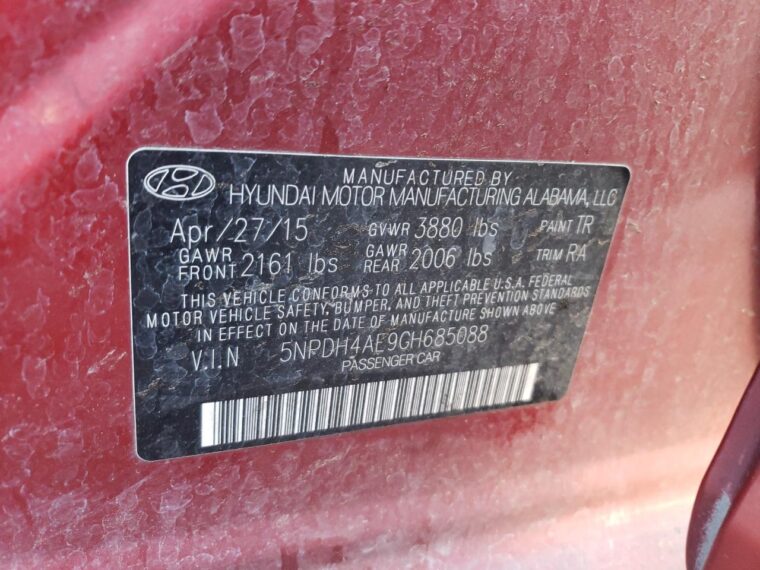 MANUFACTURED BY
HYUNDAI MOTOR MANUFACTURING ALABAMA, LLC
Apr/27/15 GVWR 3880 lbs PAINT TR
GAWR FRONT 2161 lbs GAWR REAR 2006 lbs TRIM RA
THIS VEHICLE CONFORMS TO ALL APPLICABLE U.S.A. FEDERAL
MOTOR VEHICLE SAFETY, BUMPER, AND THEFT PREVENTION STANDARDS
IN EFFECT ON THE DATE OF MANUFACTURE SHOWN ABOVE
V.I.N 5NPDH4AE9GH685088
PASSENGER CAR